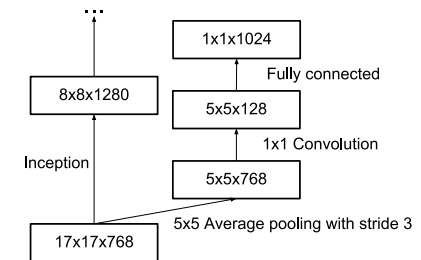 ...
1x1x1024
Fully connected
8x8x1280
5x5x128
1x1 Convolution
Inception
5x5x768
5x5 Average pooling with stride 3
17x17x768